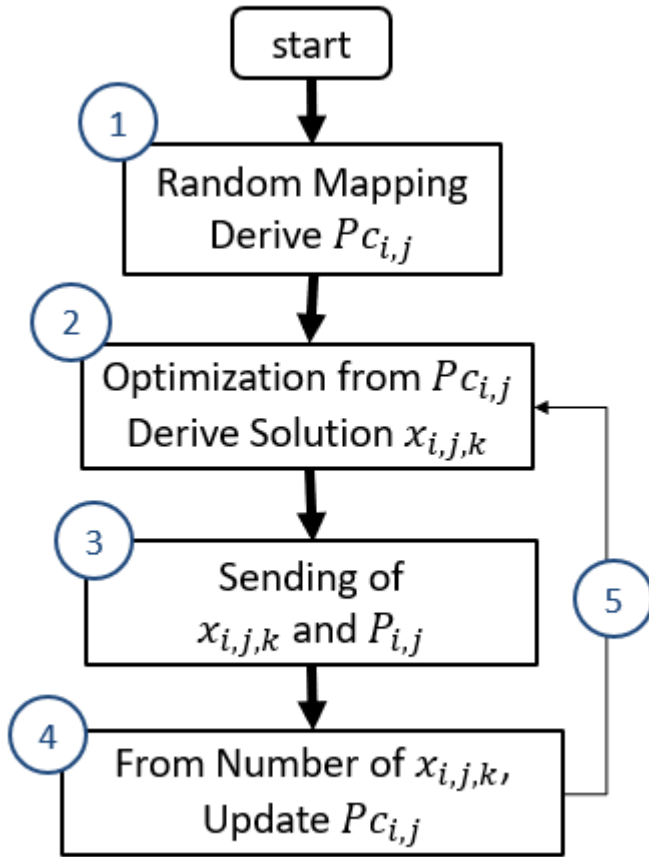 start
1
Random Mapping
Derive $Pc_{i,j}$
2
Optimization from $Pc_{i,j}$
Derive Solution $x_{i,j,k}$
3
Sending of
$x_{i,j,k}$ and $P_{i,j}$
5
4
From Number of $x_{i,j,k}$,
Update $Pc_{i,j}$